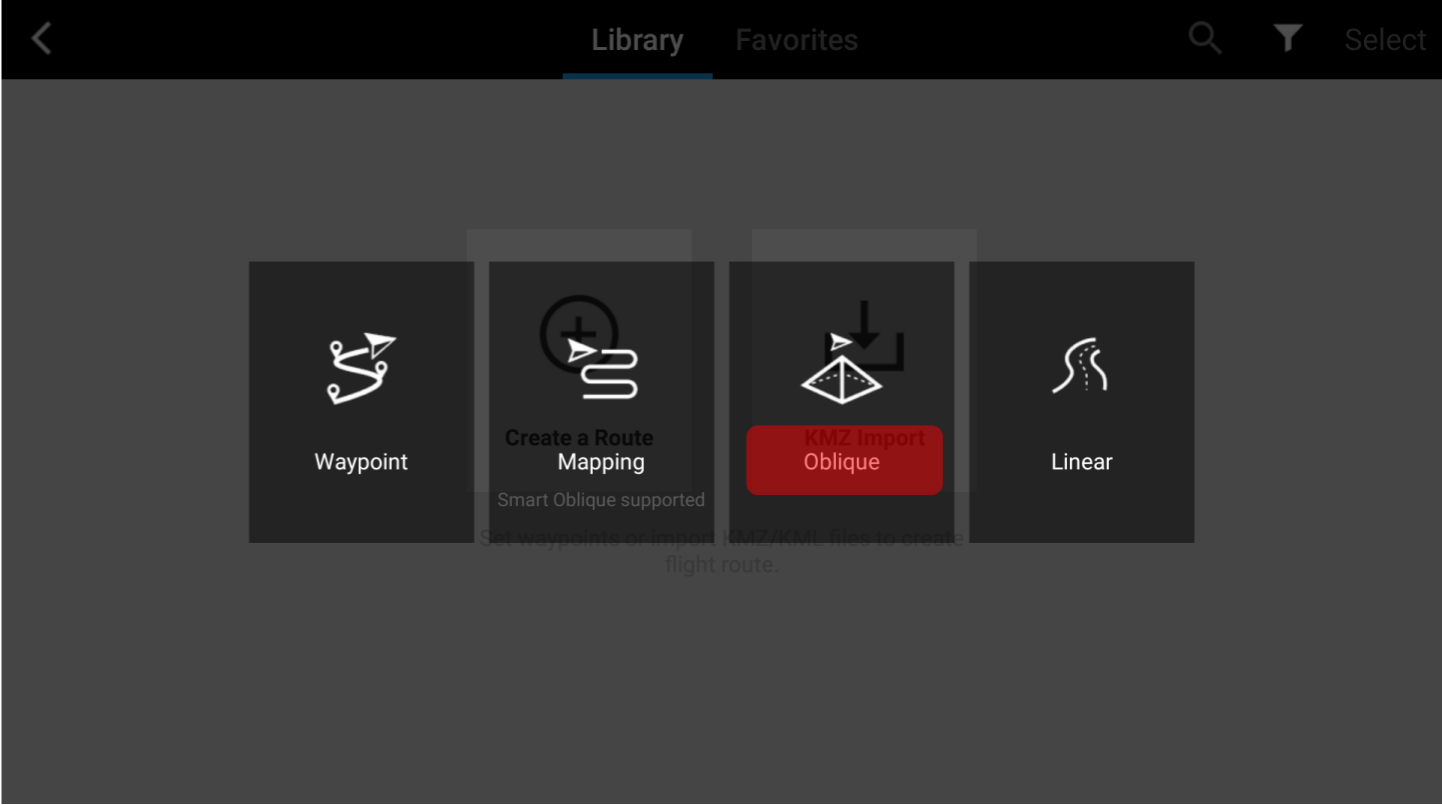 Library Favorites Select
Create a Route KMZ Import
Waypoint Mapping Oblique Linear
Smart Oblique supported
Set waypoints or import KMZ/KML files to create
flight route.